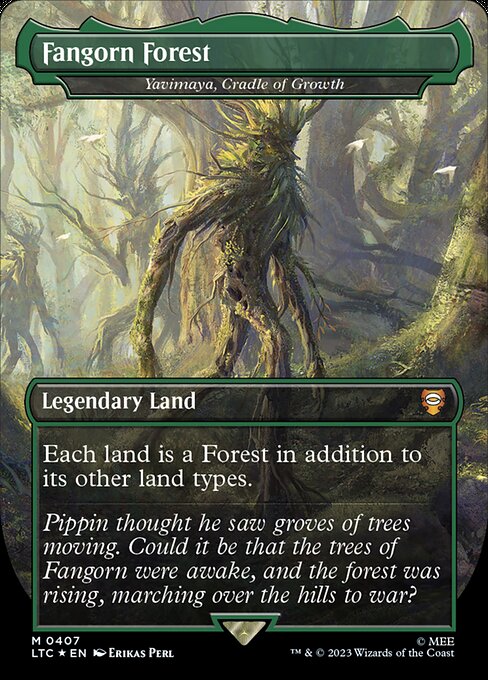 Fangorn Forest
Yavimaya, Cradle of Growth
Legendary Land
Each land is a Forest in addition to
its other land types.
Pippin thought he saw groves of trees
moving. Could it be that the trees of
Fangorn were awake, and the forest was
rising, marching over the hills to war?
M 0407
LTC ★ EN Erikas Perl
© MEE
™ & © 2023 Wizards of the Coast